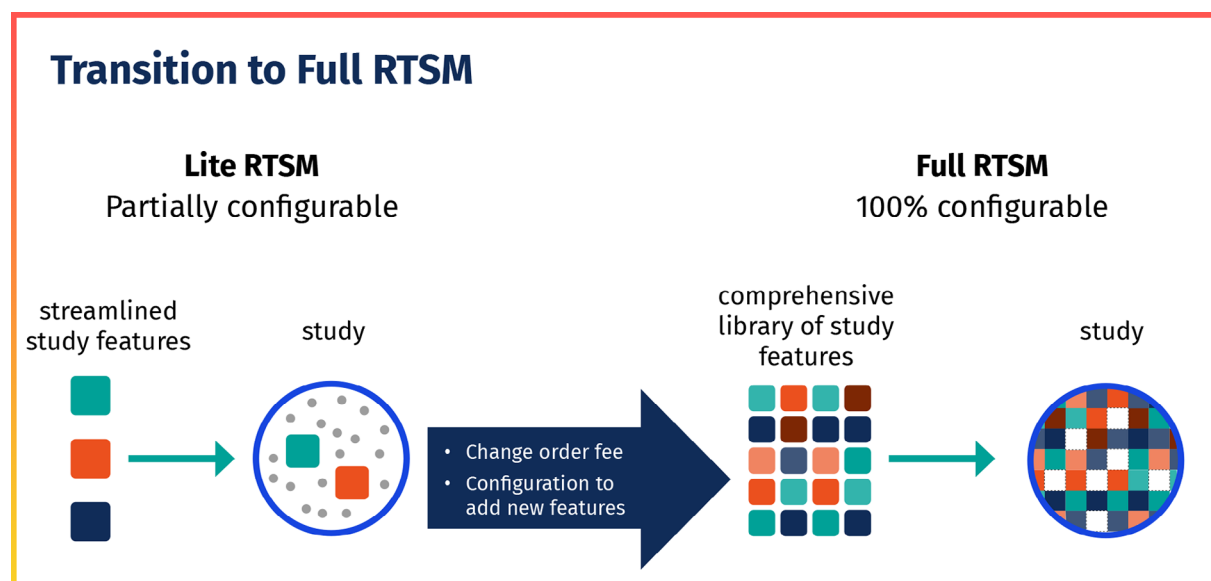 Transition to Full RTSM
Lite RTSM
Partially configurable
Full RTSM
100% configurable
streamlined
study features
study
• Change order fee
• Configuration to
add new features
comprehensive
library of study
features
study